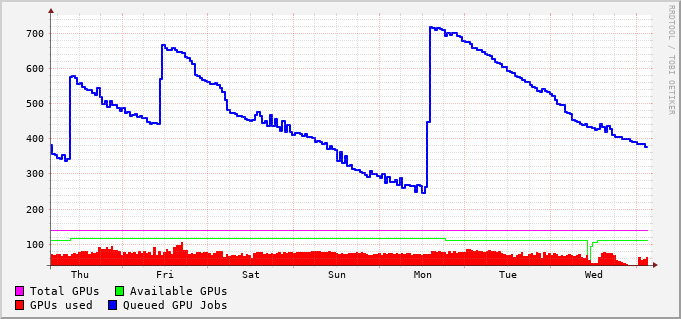 RRDTOOL / TOBI OETIKER
700
600
500
400
300
200
100
Thu Fri Sat Sun Mon Tue Wed
Total GPUs Available GPUs
GPUs used Queued GPU Jobs